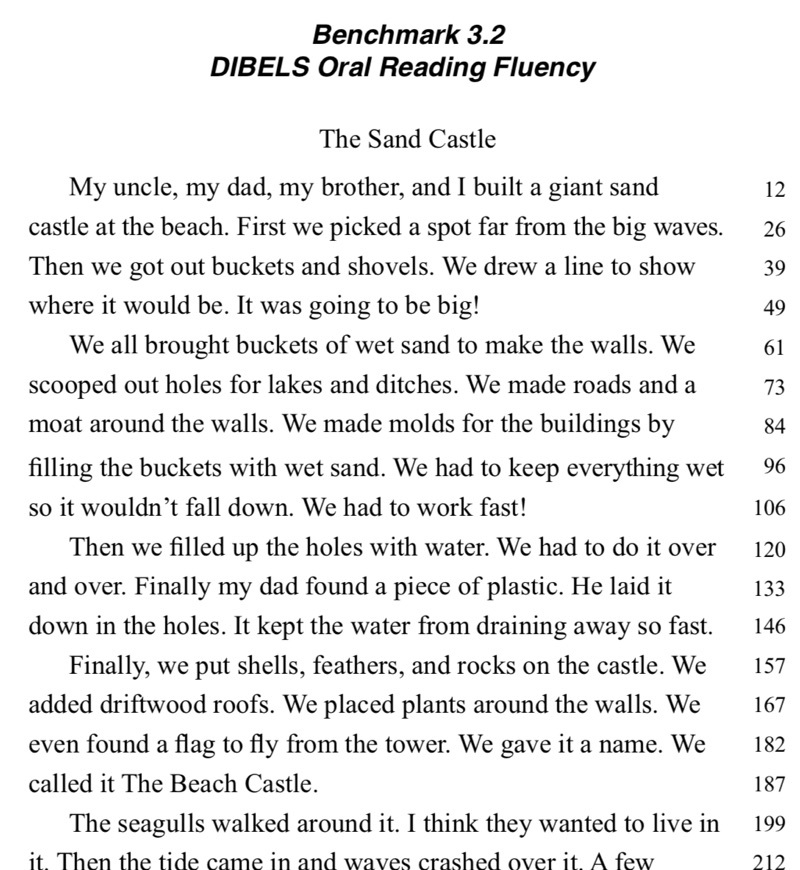 Benchmark 3.2
DIBELS Oral Reading Fluency
The Sand Castle
My uncle, my dad, my brother, and I built a giant sand 12
castle at the beach. First we picked a spot far from the big waves. 26
Then we got out buckets and shovels. We drew a line to show 39
where it would be. It was going to be big! 49
We all brought buckets of wet sand to make the walls. We 61
scooped out holes for lakes and ditches. We made roads and a 73
moat around the walls. We made molds for the buildings by 84
filling the buckets with wet sand. We had to keep everything wet 96
so it wouldn’t fall down. We had to work fast! 106
Then we filled up the holes with water. We had to do it over 120
and over. Finally my dad found a piece of plastic. He laid it 133
down in the holes. It kept the water from draining away so fast. 146
Finally, we put shells, feathers, and rocks on the castle. We 157
added driftwood roofs. We placed plants around the walls. We 167
even found a flag to fly from the tower. We gave it a name. We 182
called it The Beach Castle. 187
The seagulls walked around it. I think they wanted to live in 199
it. Then the tide came in and waves crashed over it. A few 212